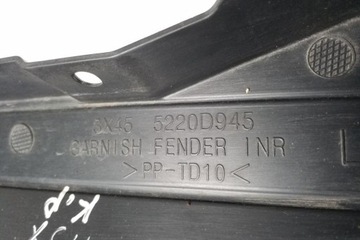 5220D945
GARNISH FENDER INR
>PP-TD10<
L